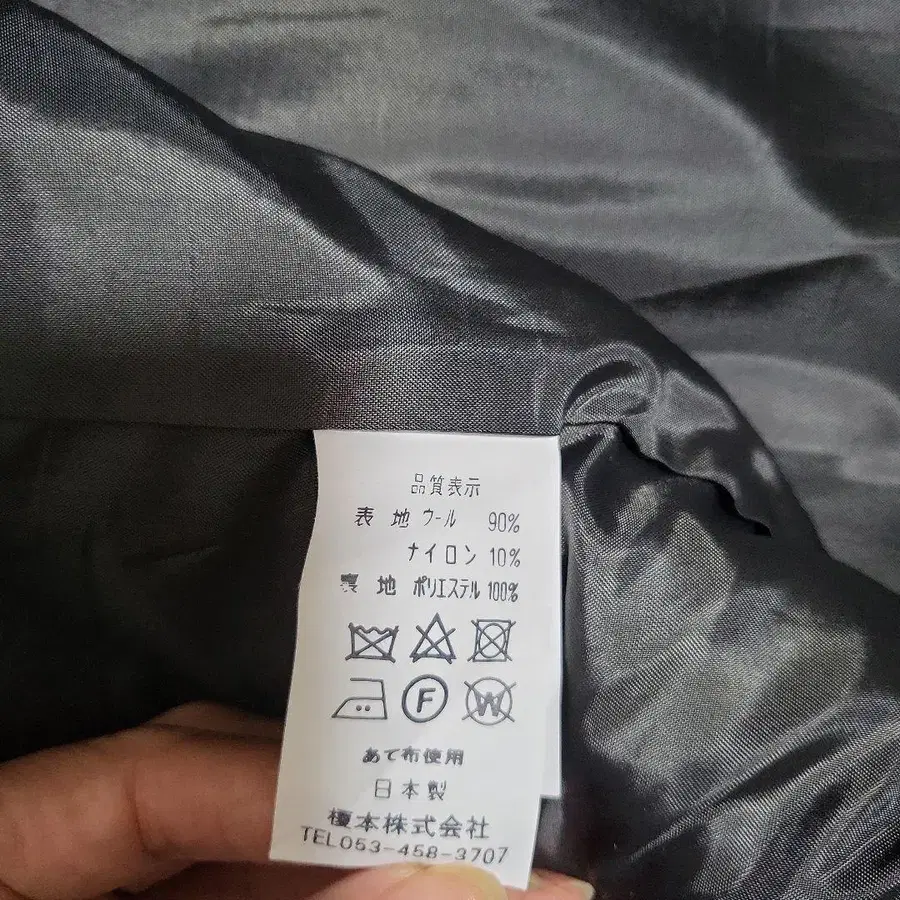 品質表示
表 地 ウール 90%
ナイロン 10%
裏 地 ポリエステル 100%
F
W
あて布使用
日本製
榎本株式会社
TEL053-458-3707